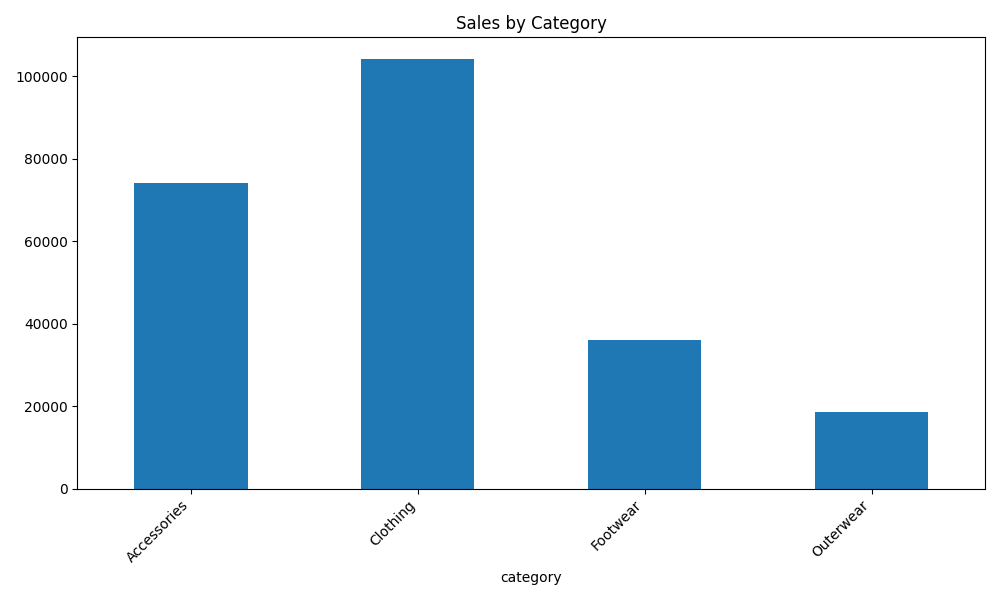 Sales by Category
100000
80000
60000
40000
20000
0
Accessories
Clothing
Footwear
Outerwear
category